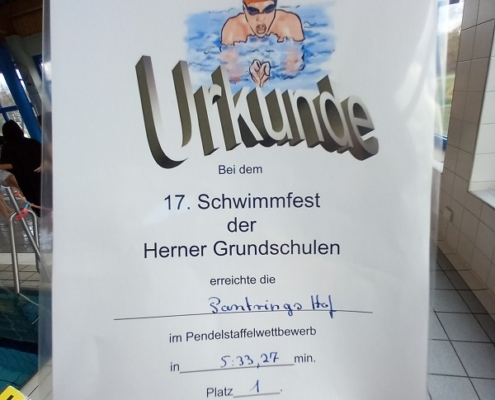 Urkunde
Bei dem
17. Schwimmfest
der
Herner Grundschulen
erreichte die
Pantrings Hof
im Pendelstaffelwettbewerb
in 5:33,27 min.
Platz 1.